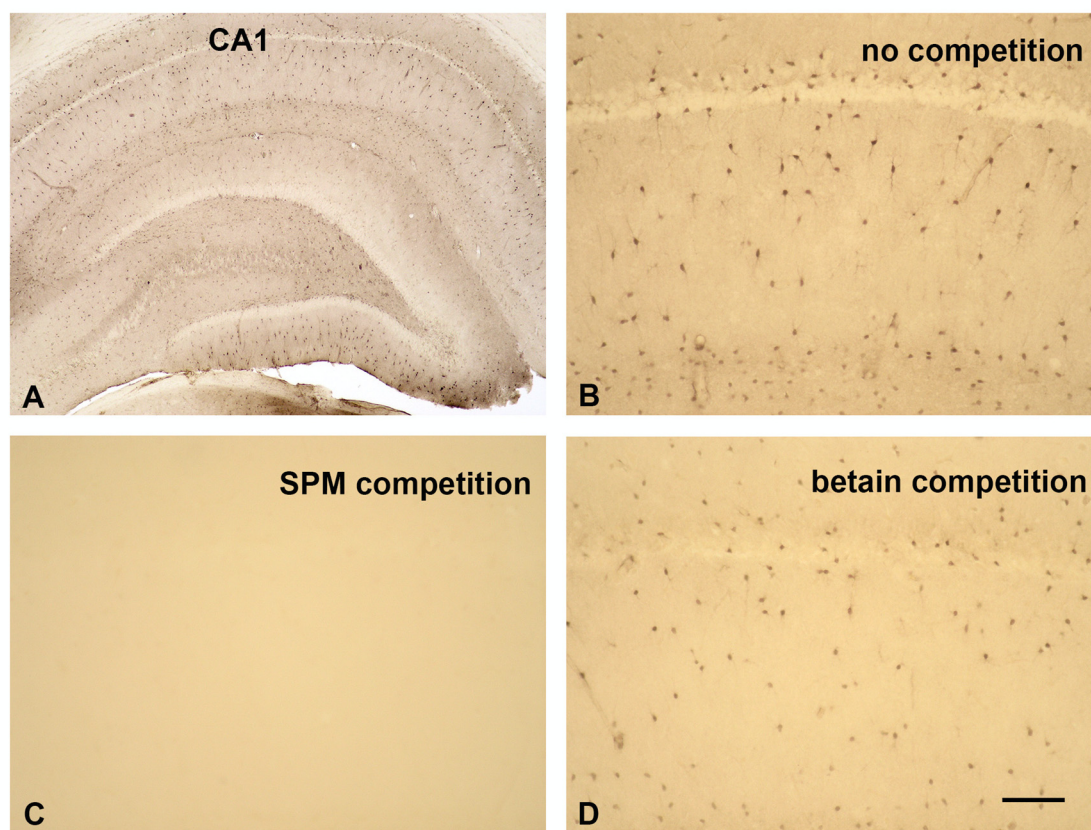 CA1
A
no competition
B
SPM competition
C
betain competition
D